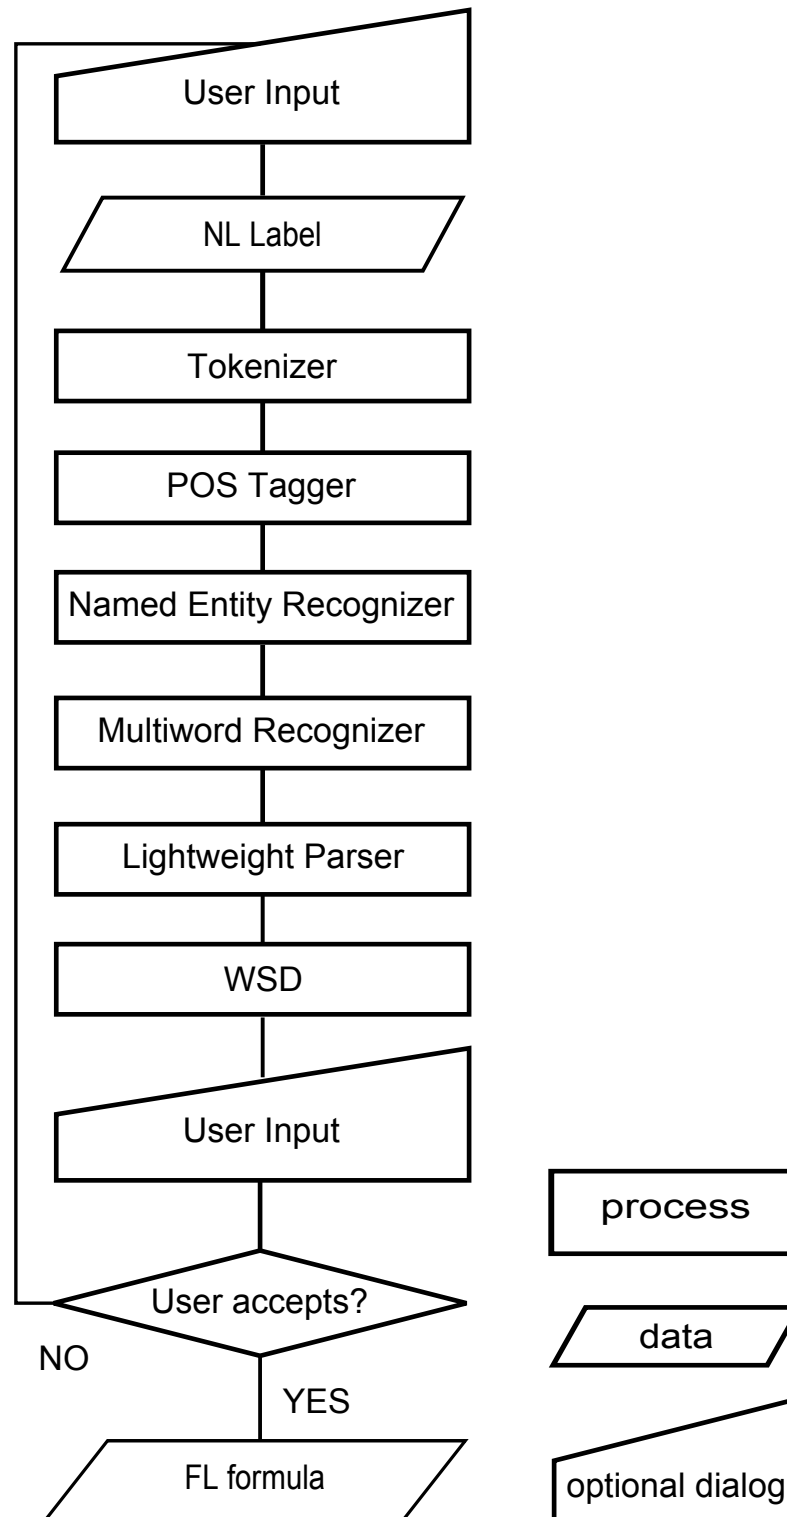 User Input
NL Label
Tokenizer
POS Tagger
Named Entity Recognizer
Multiword Recognizer
Lightweight Parser
WSD
User Input
User accepts?
NO
YES
FL formula
process
data
optional dialog